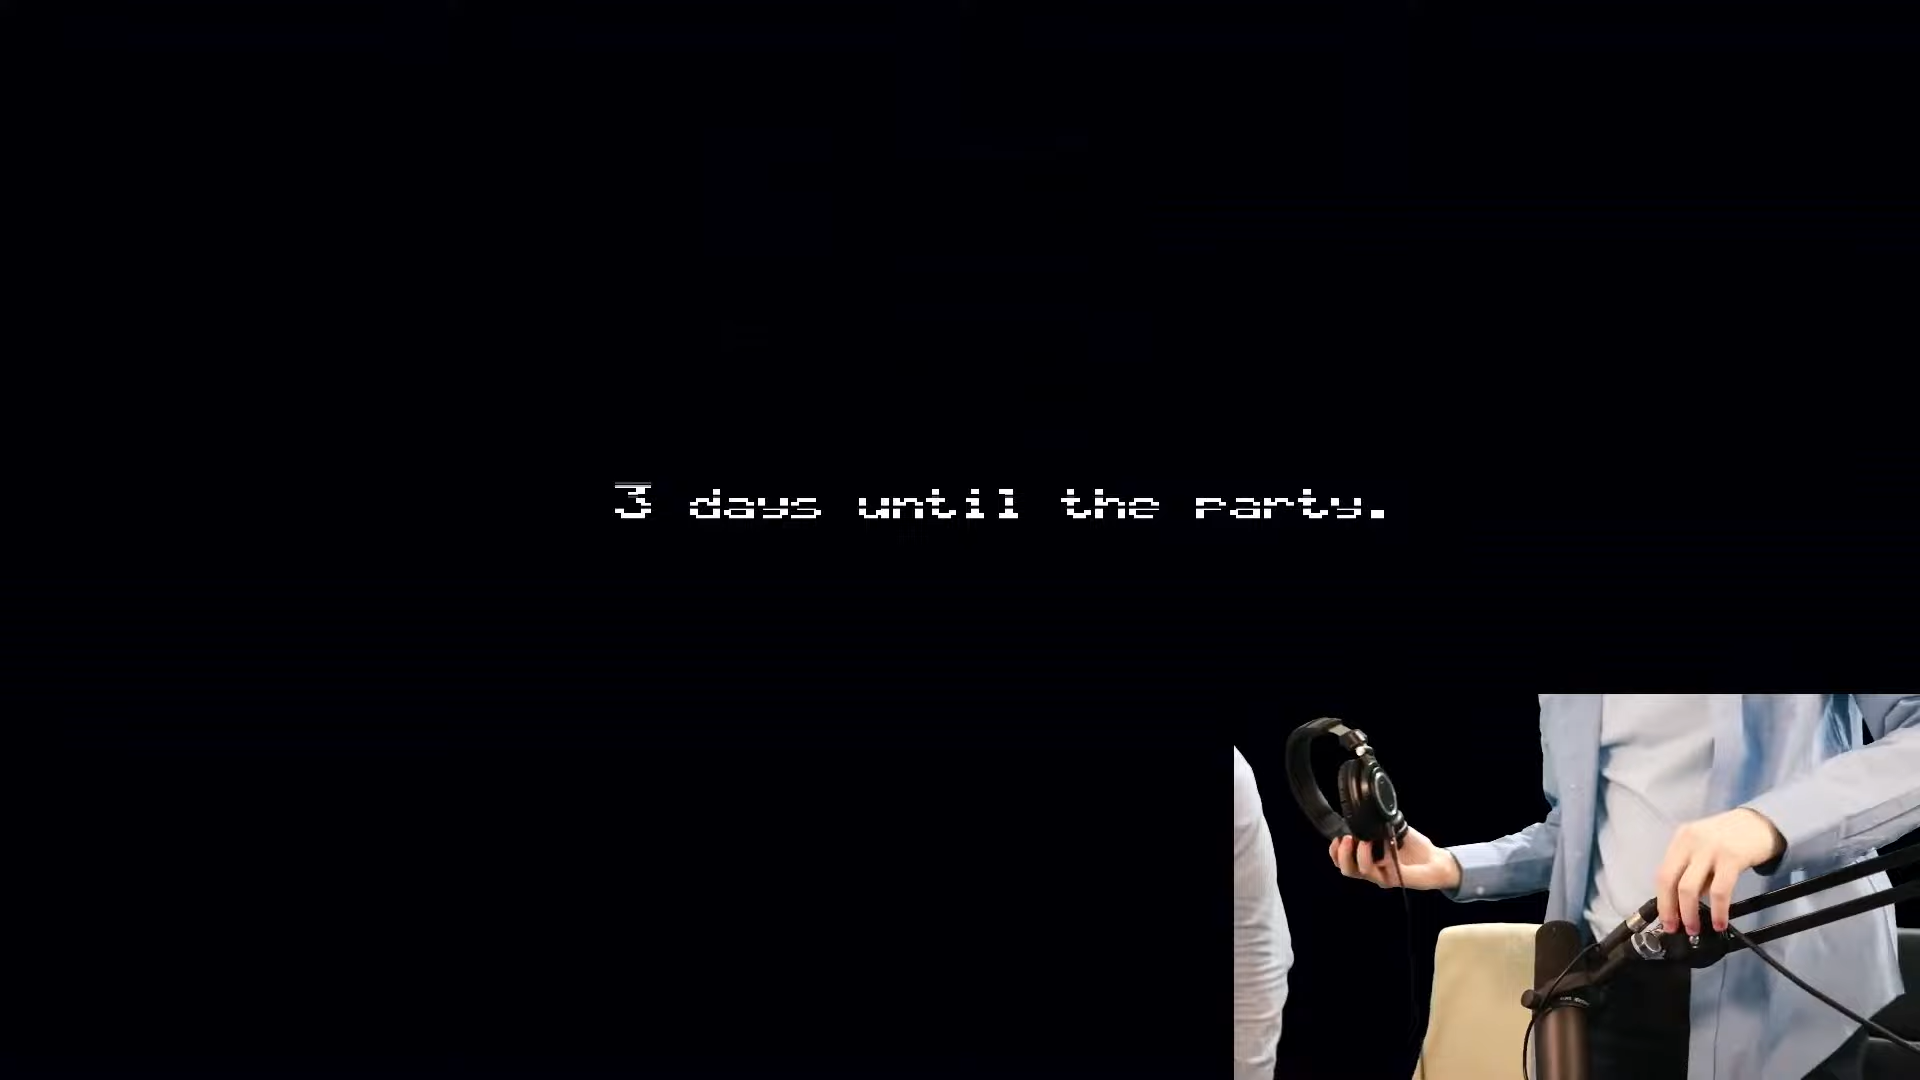 3 days until the party.